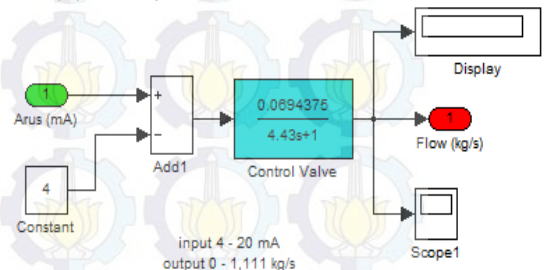 Display
0.0694375
4.43s+1
Control Valve
1
Arus (mA)
+
−
Add1
1
Flow (kg/s)
4
Constant
Scope1
input 4 - 20 mA
output 0 - 1,111 kg/s